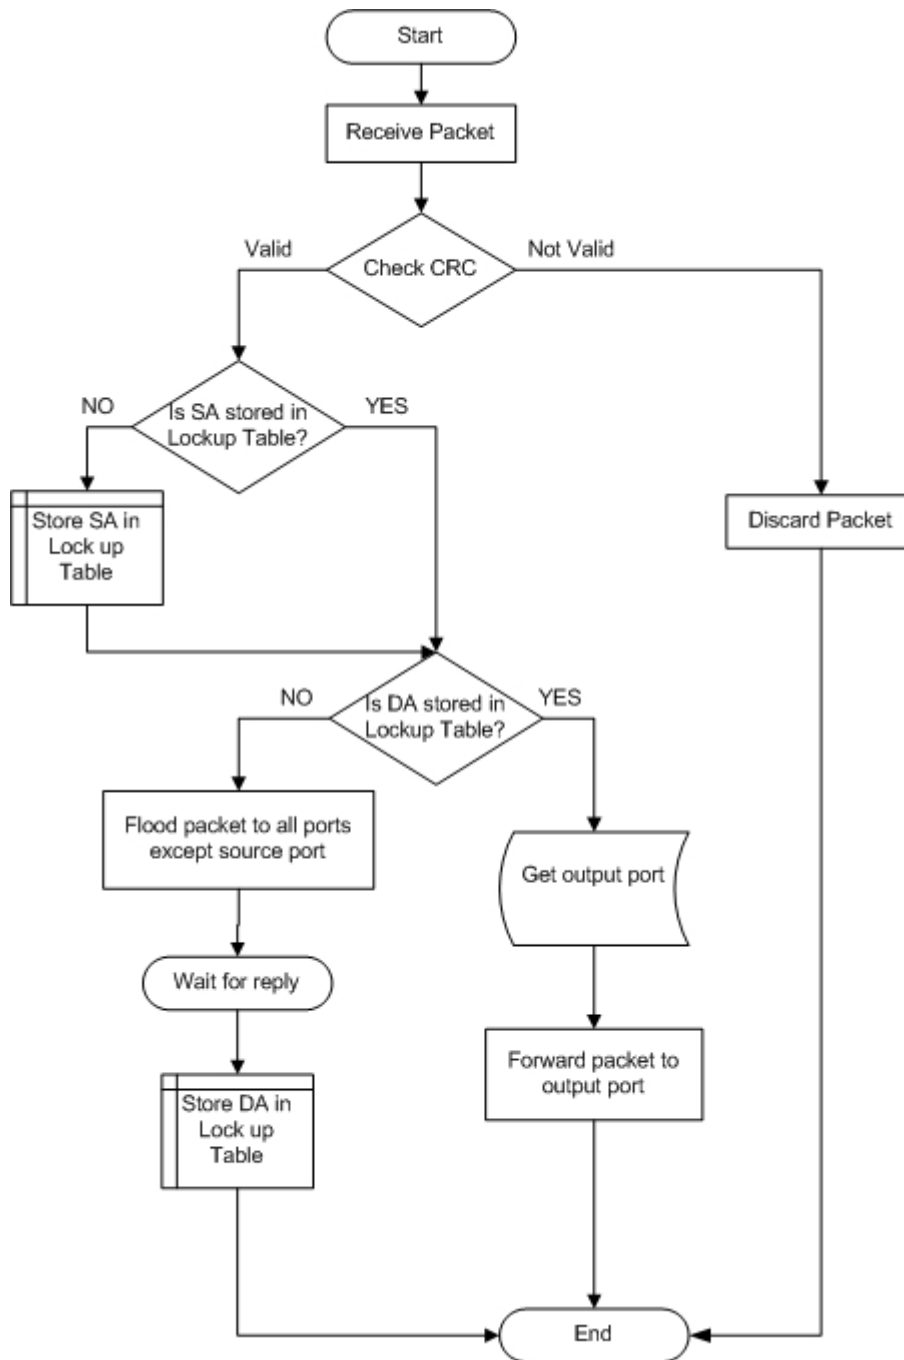 Start
Receive Packet
Valid
Check CRC
Not Valid
NO
Is SA stored in
Lockup Table?
YES
Store SA in
Lock up
Table
Discard Packet
NO
Is DA stored in
Lockup Table?
YES
Flood packet to all ports
except source port
Get output port
Wait for reply
Forward packet to
output port
Store DA in
Lock up
Table
End